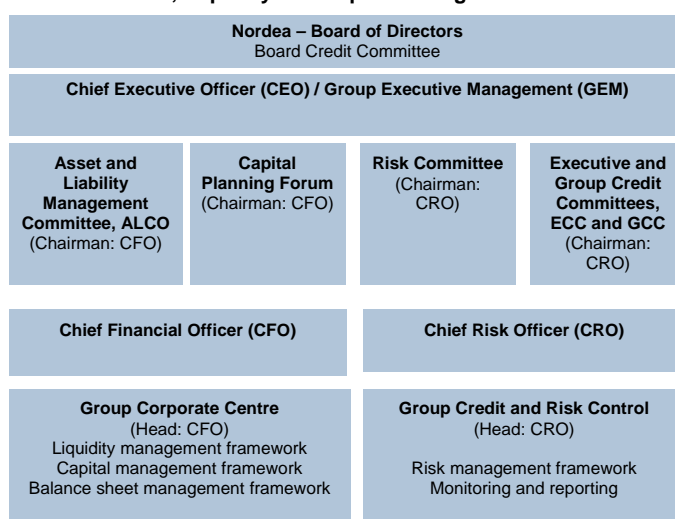 Nordea – Board of Directors
Board Credit Committee
Chief Executive Officer (CEO) / Group Executive Management (GEM)
Asset and
Liability
Management
Committee, ALCO
(Chairman: CFO)
Capital
Planning Forum
(Chairman: CFO)
Risk Committee
(Chairman:
CRO)
Executive and
Group Credit
Committees,
ECC and GCC
(Chairman:
CRO)
Chief Financial Officer (CFO)
Chief Risk Officer (CRO)
Group Corporate Centre
(Head: CFO)
Liquidity management framework
Capital management framework
Balance sheet management framework
Group Credit and Risk Control
(Head: CRO)
Risk management framework
Monitoring and reporting